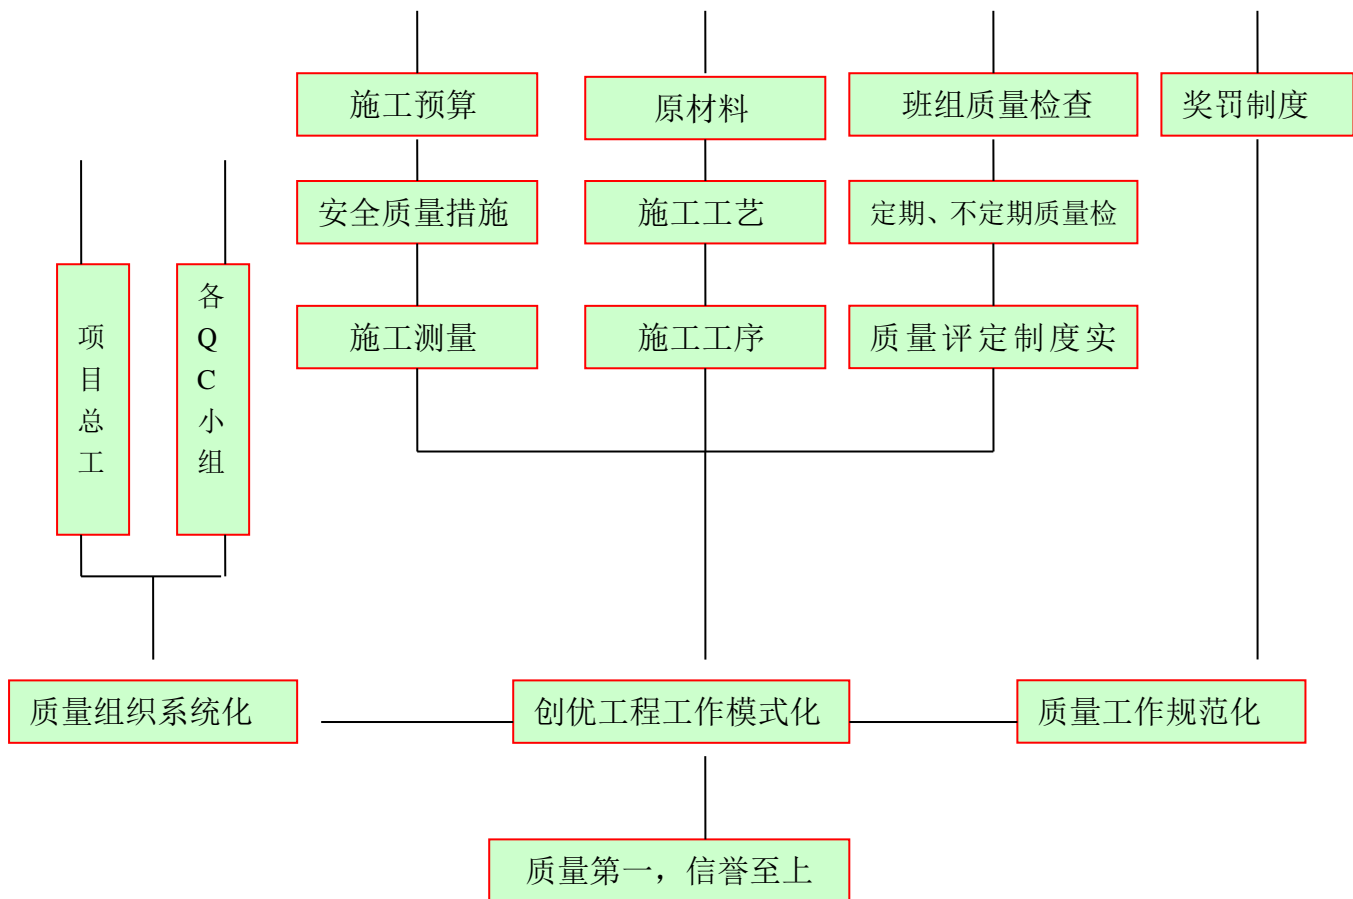 施工预算
原材料
班组质量检查
奖罚制度
安全质量措施
施工工艺
定期、不定期质量检
项目总工
各QC小组
施工测量
施工工序
质量评定制度实
质量组织系统化
创优工程工作模式化
质量工作规范化
质量第一，信誉至上